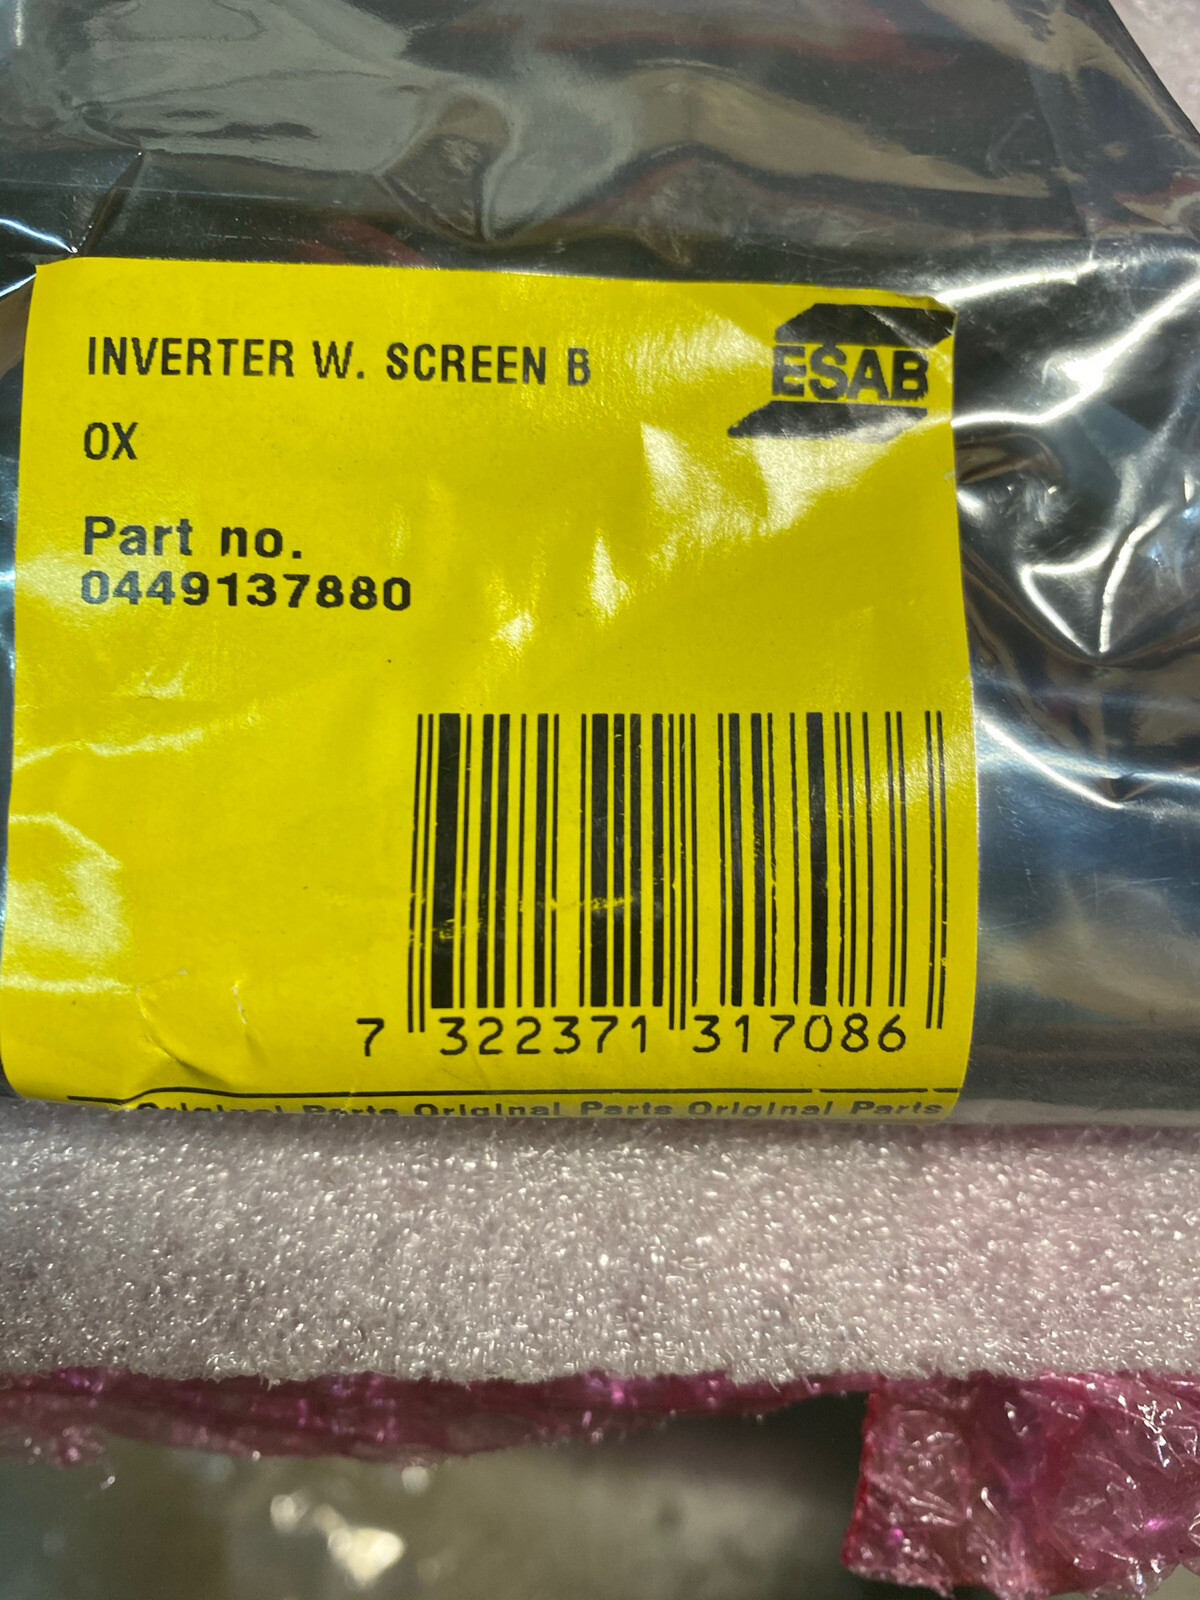 INVERTER W. SCREEN B
ESAB
OX
Part no.
0449137880
7 322371 317086
Original Parts Original Parts Original Parts